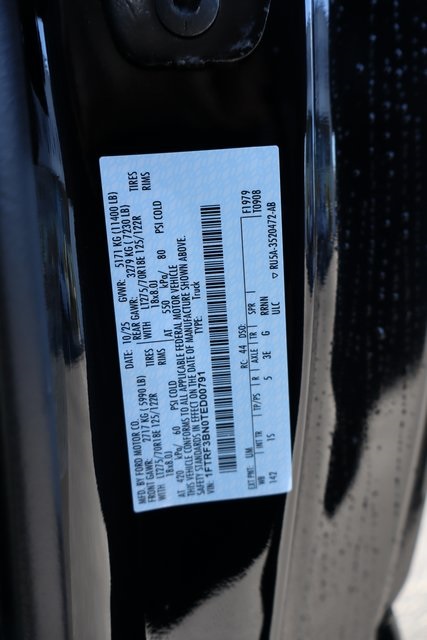 MFD. BY FORD MOTOR CO. DATE: 10/25 GVWR: 5171 KG (11400 LB)
FRONT GAWR: 2717 KG (5990 LB) REAR GAWR: 3279 KG (7230 LB)
WITH LT275/70R18E 125/122R TIRES WITH LT275/70R18E 125/122R TIRES
18x8.0J RIMS 18x8.0J RIMS
AT 420 kPa/ 60 PSI COLD AT 550 kPa/ 80 PSI COLD
THIS VEHICLE CONFORMS TO ALL APPLICABLE FEDERAL MOTOR VEHICLE
SAFETY STANDARDS IN EFFECT ON THE DATE OF MANUFACTURE SHOWN ABOVE.
VIN: 1FTRF3BN0TED00791 TYPE: Truck
F1979
T0908
EXT PNT: UM RC: 44 DSO:
WB INT TR TP/PS R AXLE TR SPR
142 15 5 3E G RRNN
ULC
▽ RU5A-3520472-AB